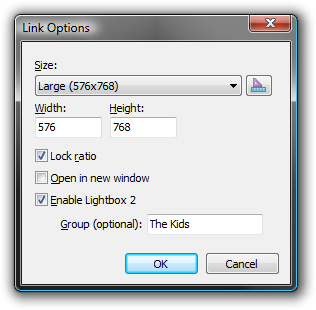 Link Options
Size:
Large (576x768)
Width: Height:
576 768
Lock ratio
Open in new window
Enable Lightbox 2
Group (optional): The Kids
OK Cancel